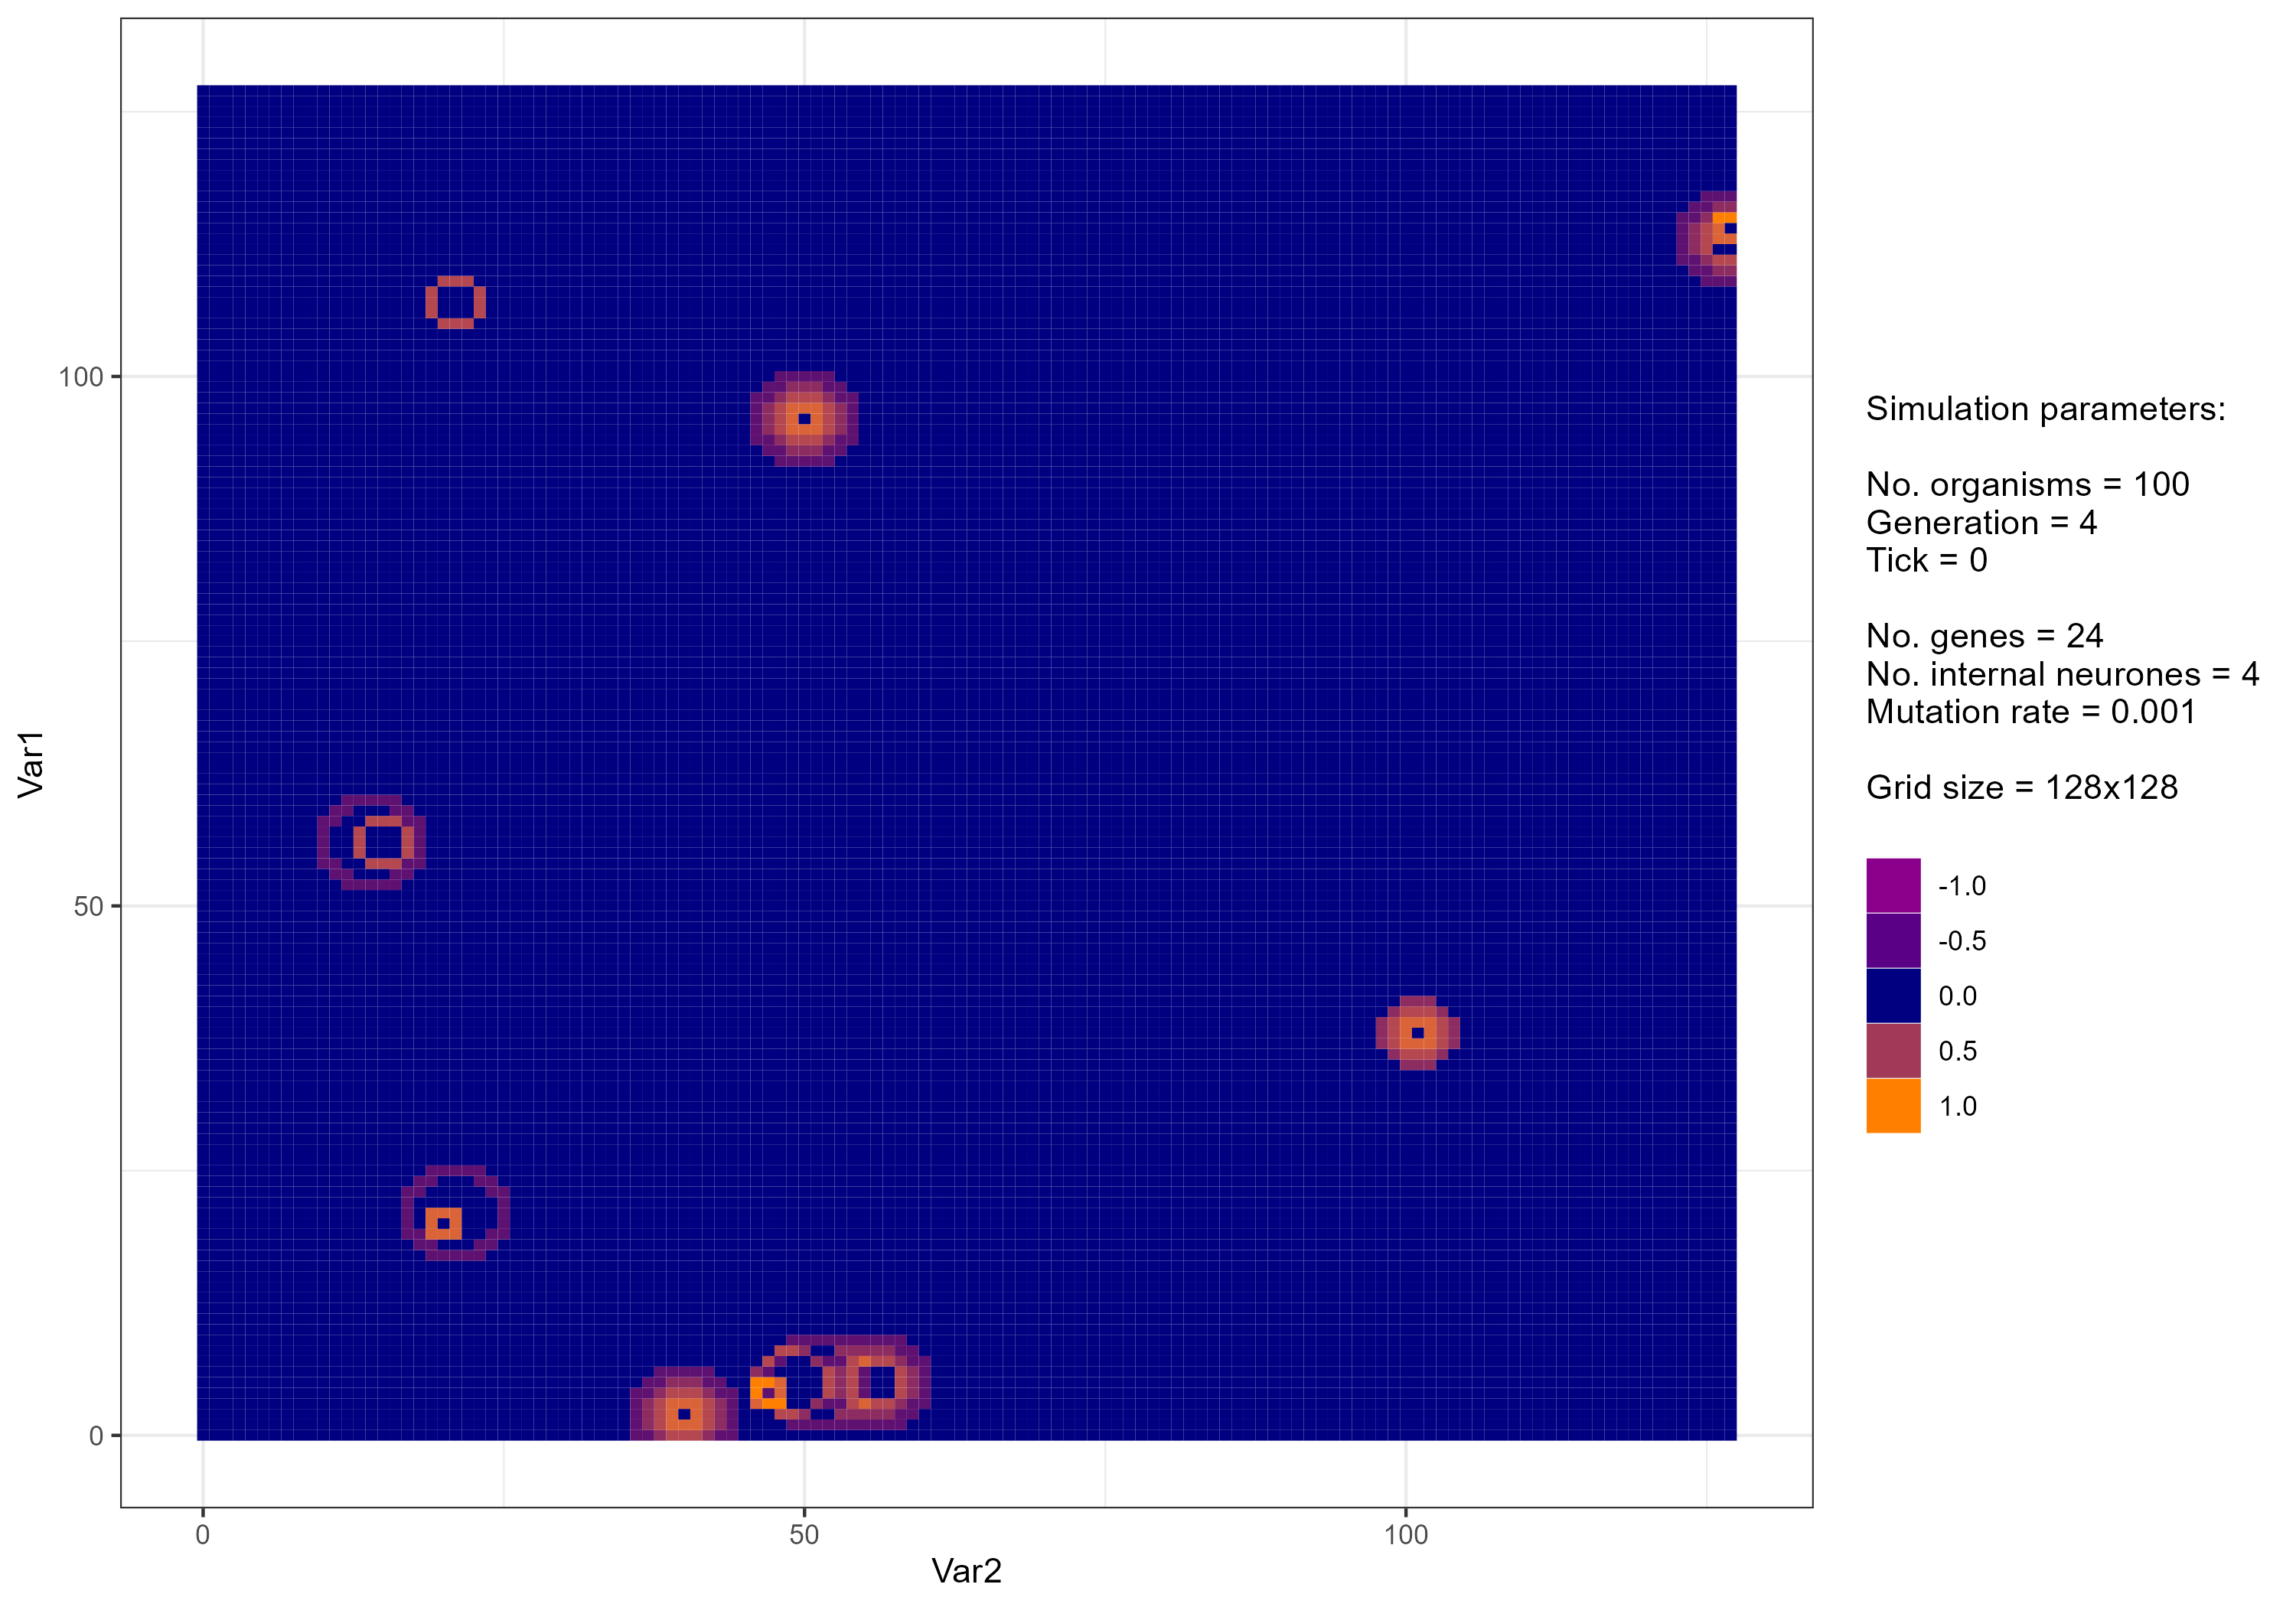 100
50
0
Var1
0
50
100
Var2
Simulation parameters:
No. organisms = 100
Generation = 4
Tick = 0
No. genes = 24
No. internal neurones = 4
Mutation rate = 0.001
Grid size = 128x128
-1.0
-0.5
0.0
0.5
1.0